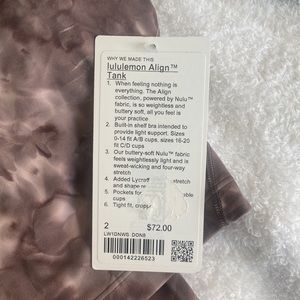 WHY WE MADE THIS
lululemon Align™
Tank
1. When feeling nothing is
everything. The Align
collection, powered by Nulu™
fabric, is so weightless and
buttery soft, all you feel is
your practice
2. Built-in shelf bra intended to
provide light support. Sizes
0-14 fit A/B cups, sizes 16-20
fit C/D cups
3. Our buttery-soft Nulu™ fabric
feels weightlessly light and is
sweat-wicking and four-way
stretch
4. Added Lycra stretch
and shape
5. Pockets for
cups
6. Tight fit,
2 $72.00
LW1DNWS DDN8
000142226523